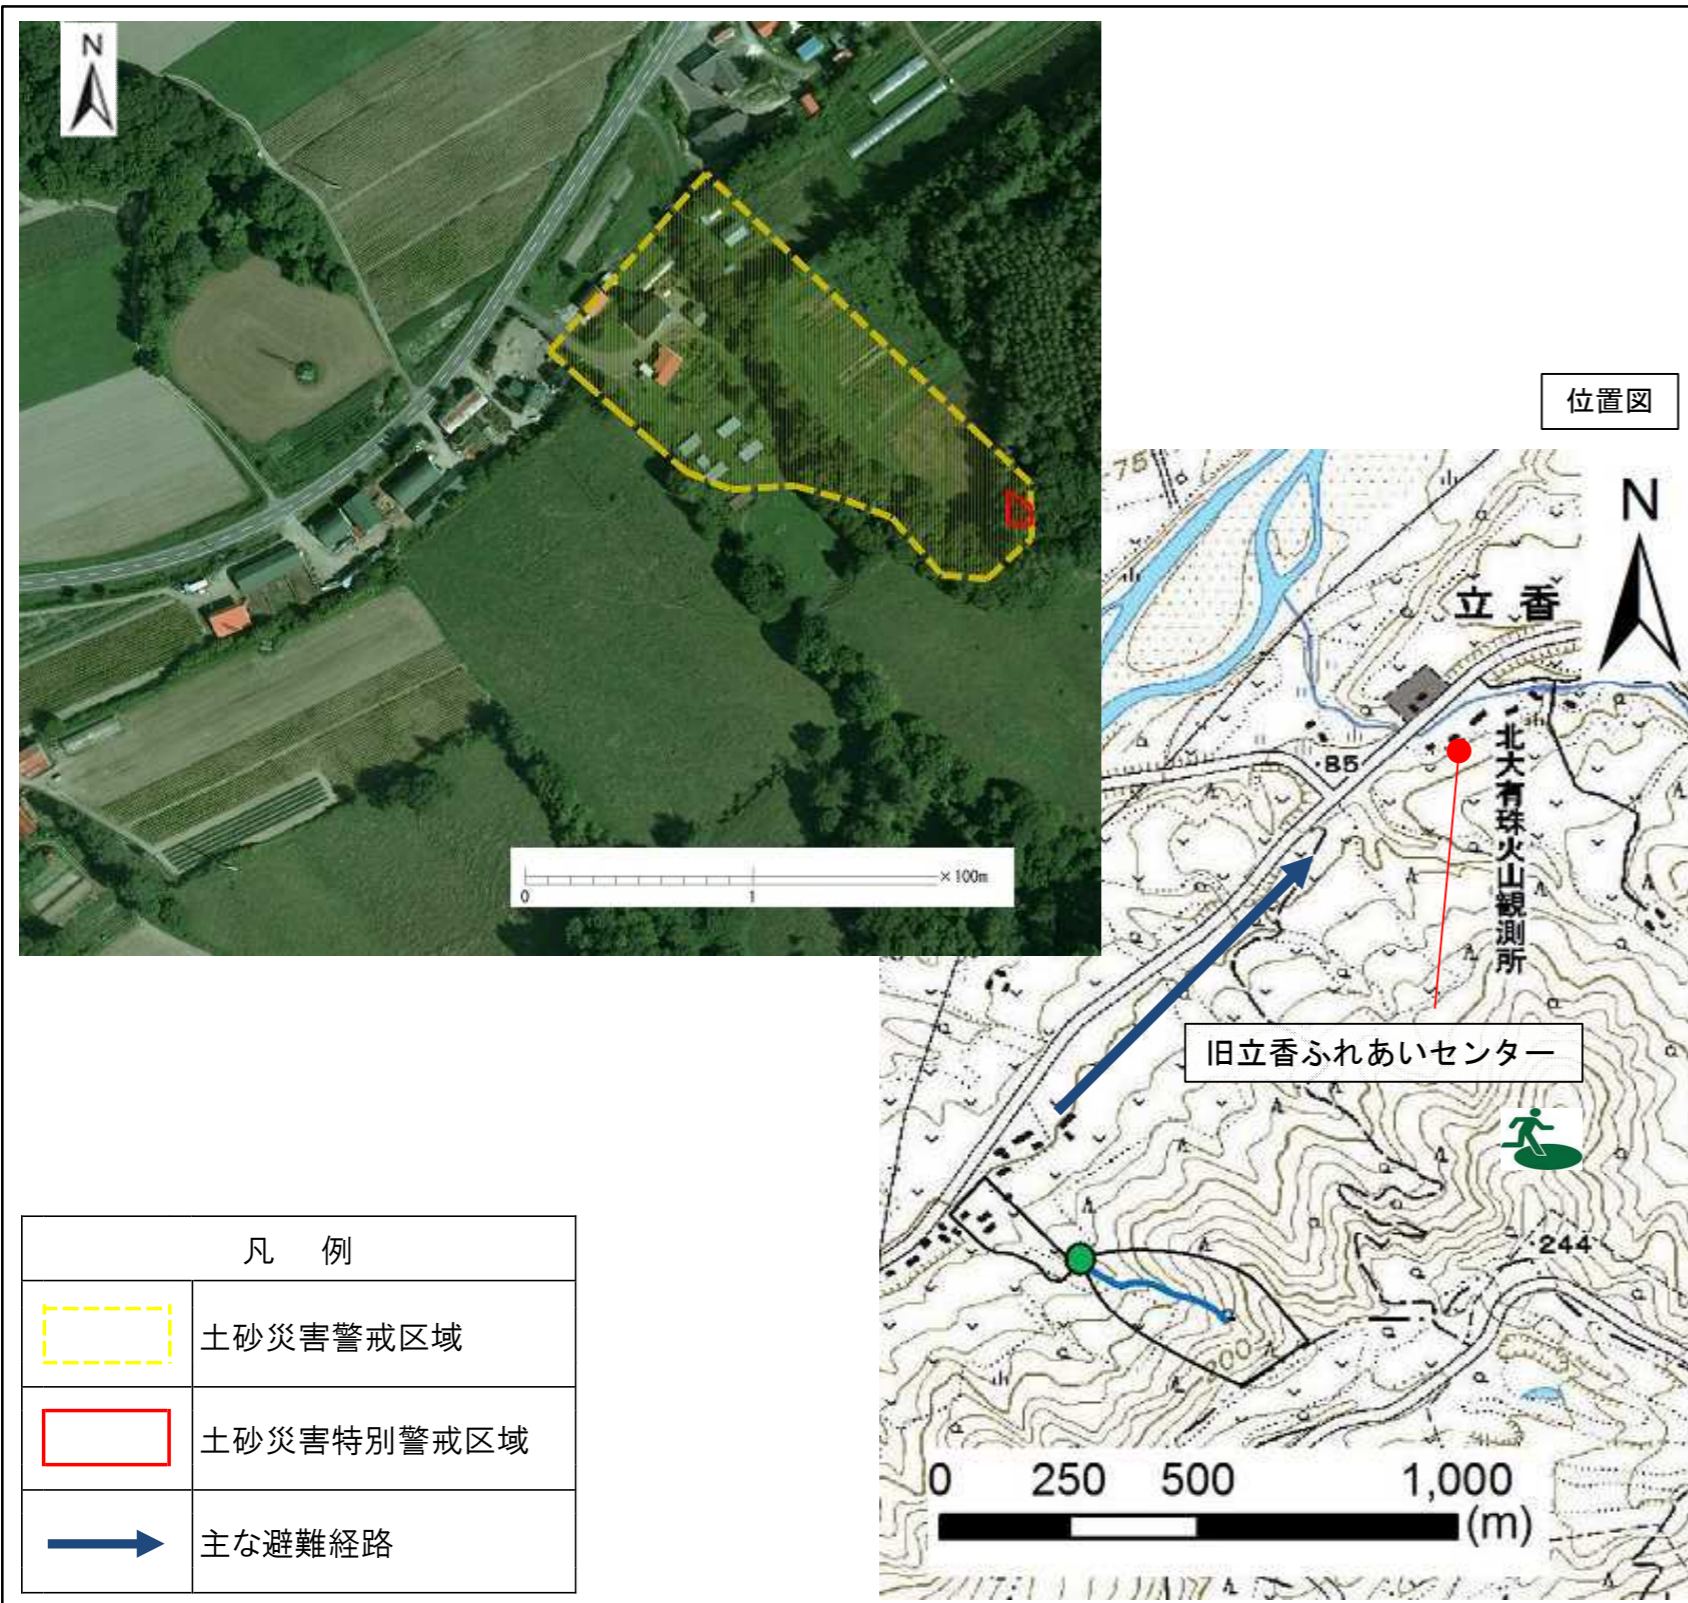 N
0
1
×100m
位置図
N
75
立 香
・85
北大有珠火山観測所
旧立香ふれあいセンター
・244
200
0 250 500 1,000
(m)
凡 例
土砂災害警戒区域
土砂災害特別警戒区域
主な避難経路